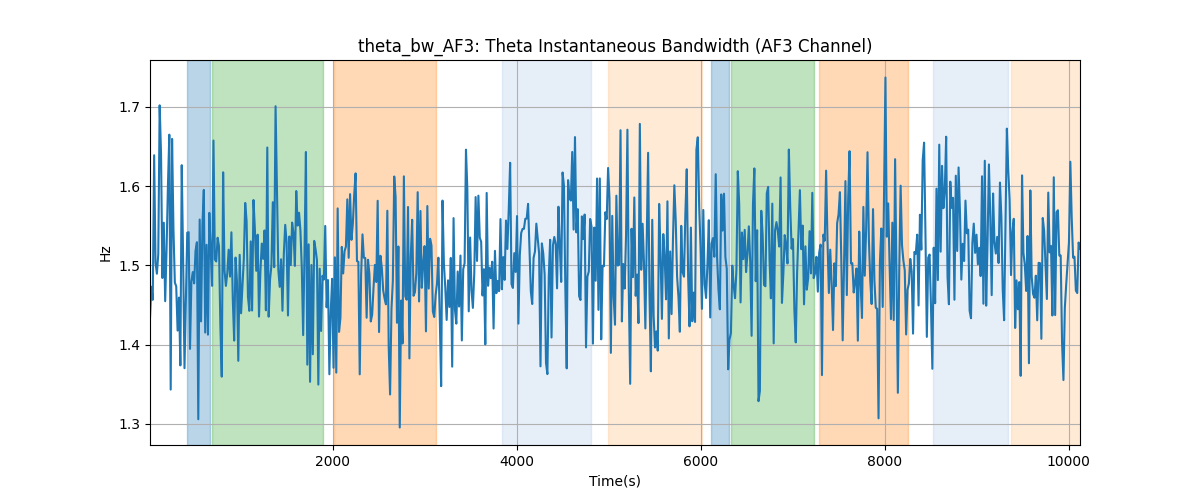 theta_bw_AF3: Theta Instantaneous Bandwidth (AF3 Channel)
1.7
1.6
1.5
1.4
1.3
Hz
2000 4000 6000 8000 10000
Time(s)